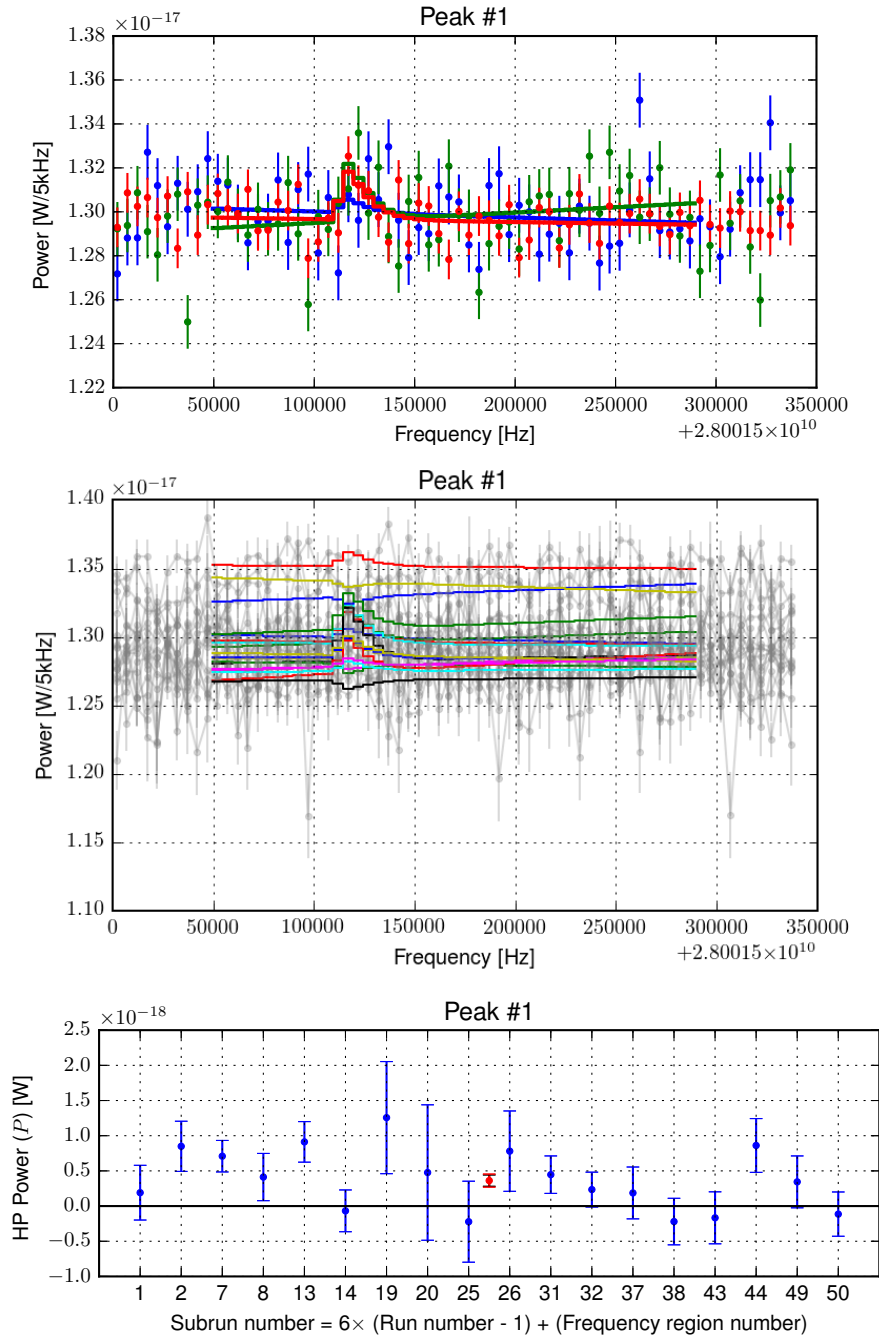 Peak #1
×10⁻¹⁷
1.38
1.36
1.34
1.32
1.30
1.28
1.26
1.24
1.22
Power [W/5kHz]
0 50000 100000 150000 200000 250000 300000 350000
Frequency [Hz]
+2.80015×10¹⁰
Peak #1
×10⁻¹⁷
1.40
1.35
1.30
1.25
1.20
1.15
1.10
Power [W/5kHz]
0 50000 100000 150000 200000 250000 300000 350000
Frequency [Hz]
+2.80015×10¹⁰
Peak #1
×10⁻¹⁸
2.5
2.0
1.5
1.0
0.5
0.0
−0.5
−1.0
HP Power (P) [W]
1 2 7 8 13 14 19 20 25 26 31 32 37 38 43 44 49 50
Subrun number = 6× (Run number - 1) + (Frequency region number)